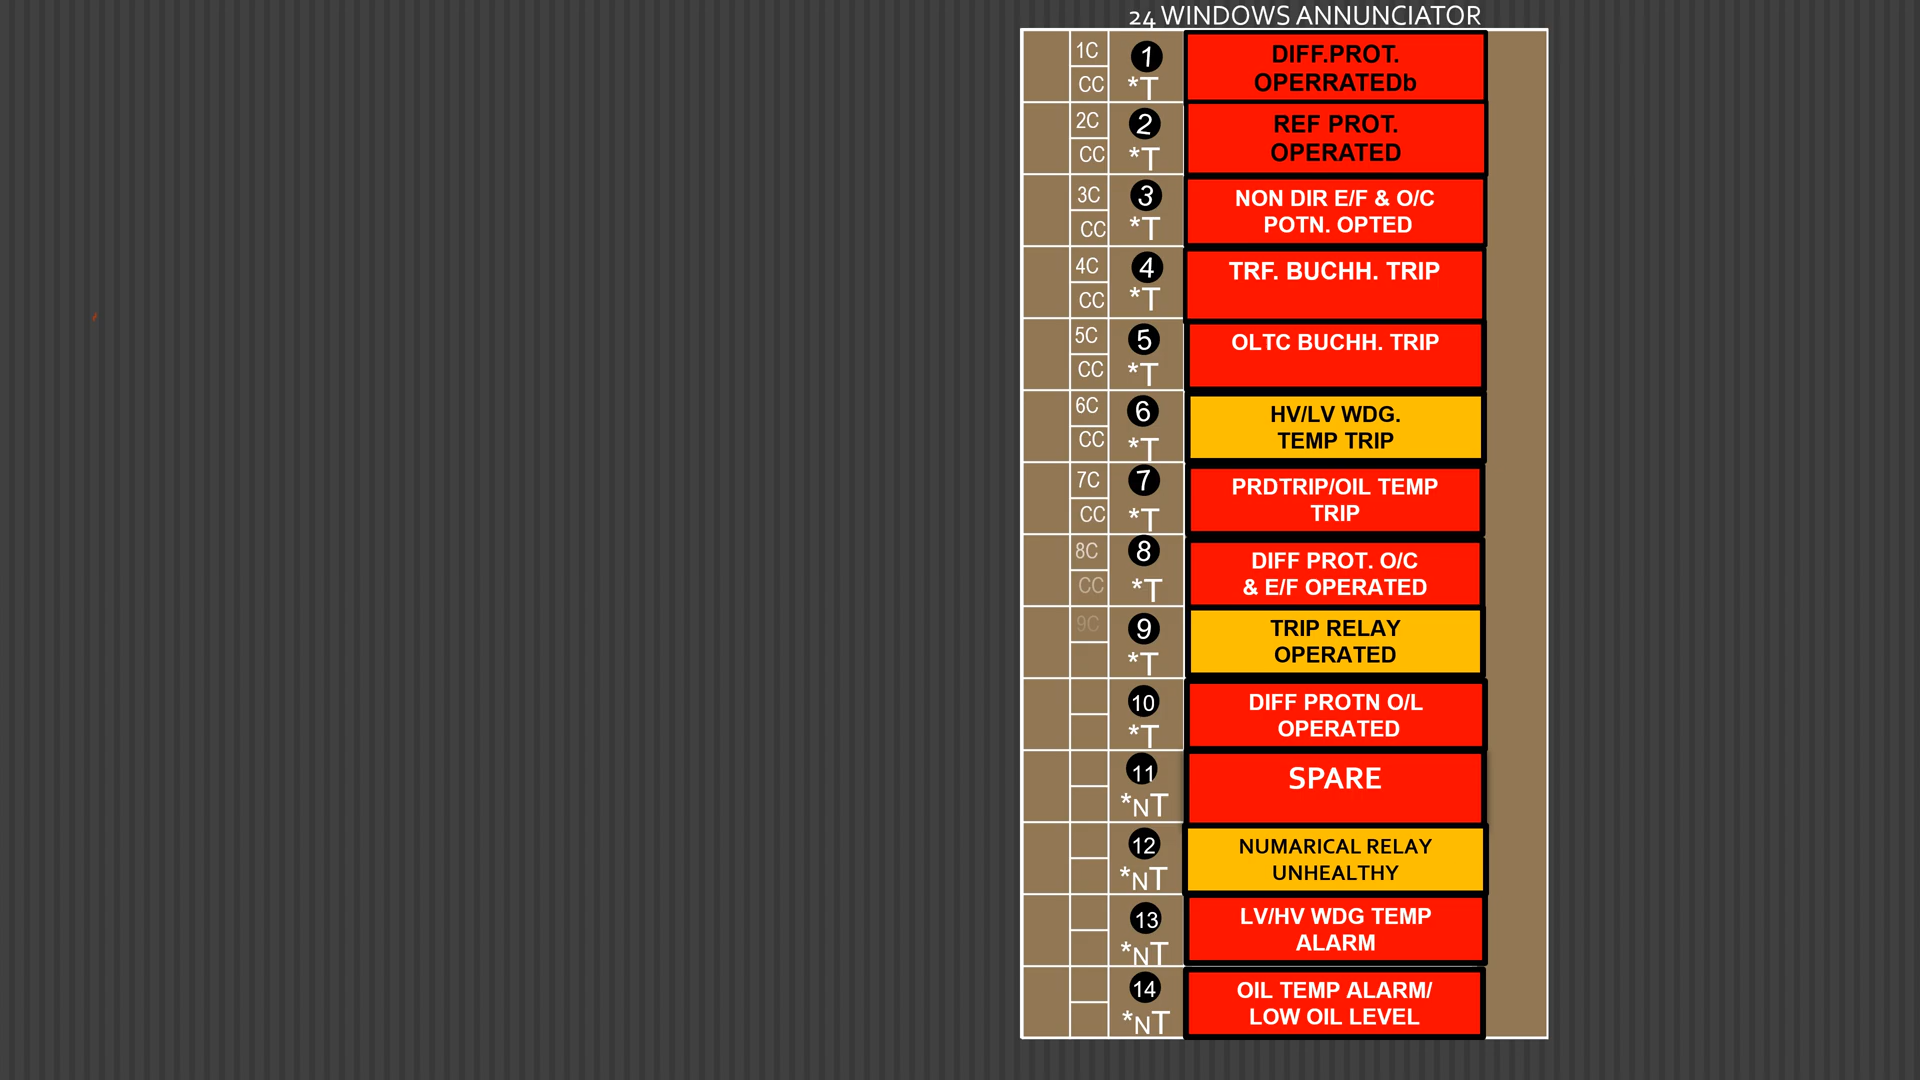 24 WINDOWS ANNUNCIATOR
1C
CC
1
*T
DIFF.PROT.
OPERRATEDb
2C
CC
2
*T
REF PROT.
OPERATED
3C
CC
3
*T
NON DIR E/F & O/C
POTN. OPTED
4C
CC
4
*T
TRF. BUCHH. TRIP
5C
CC
5
*T
OLTC BUCHH. TRIP
6C
CC
6
*T
HV/LV WDG.
TEMP TRIP
7C
CC
7
*T
PRDTRIP/OIL TEMP
TRIP
8C
CC
8
*T
DIFF PROT. O/C
& E/F OPERATED
9C
9
*T
TRIP RELAY
OPERATED
10
*T
DIFF PROTN O/L
OPERATED
11
*NT
SPARE
12
*NT
NUMARICAL RELAY
UNHEALTHY
13
*NT
LV/HV WDG TEMP
ALARM
14
*NT
OIL TEMP ALARM/
LOW OIL LEVEL